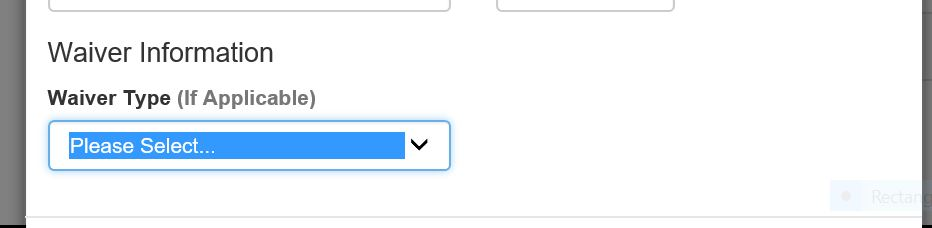 Waiver Information
Waiver Type (If Applicable)
Please Select...